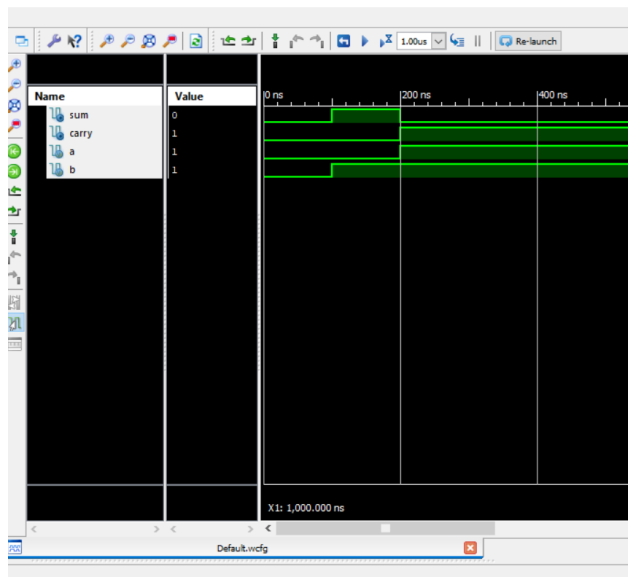 1.00us Re-launch
Name Value
0 ns 200 ns 400 ns
sum 0
carry 1
a 1
b 1
X1: 1,000.000 ns
Default.wcfg